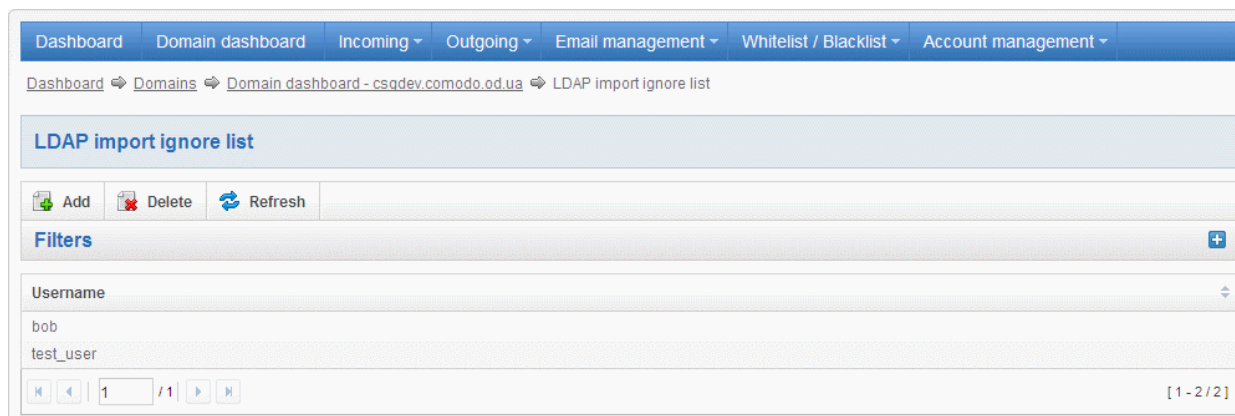 Dashboard Domain dashboard Incoming Outgoing Email management Whitelist / Blacklist Account management
Dashboard Domains Domain dashboard - csgdev.comodo.od.ua LDAP import ignore list
LDAP import ignore list
Add Delete Refresh
Filters
Username
bob
test_user
1 / 1 [ 1 - 2 / 2 ]